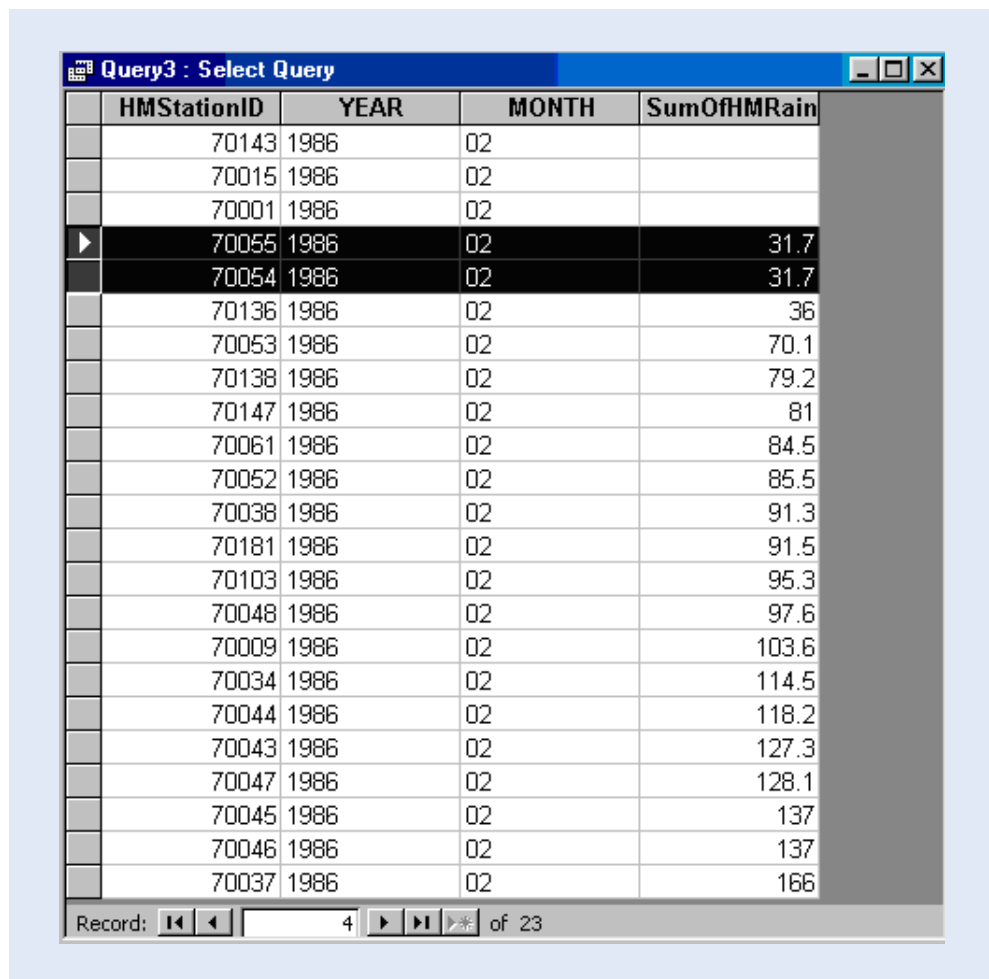 Query3 : Select Query
HMStationID YEAR MONTH SumOfHMRain
70143 1986 02
70015 1986 02
70001 1986 02
70055 1986 02 31.7
70054 1986 02 31.7
70136 1986 02 36
70053 1986 02 70.1
70138 1986 02 79.2
70147 1986 02 81
70061 1986 02 84.5
70052 1986 02 85.5
70038 1986 02 91.3
70181 1986 02 91.5
70103 1986 02 95.3
70048 1986 02 97.6
70009 1986 02 103.6
70034 1986 02 114.5
70044 1986 02 118.2
70043 1986 02 127.3
70047 1986 02 128.1
70045 1986 02 137
70046 1986 02 137
70037 1986 02 166
Record: 4 of 23